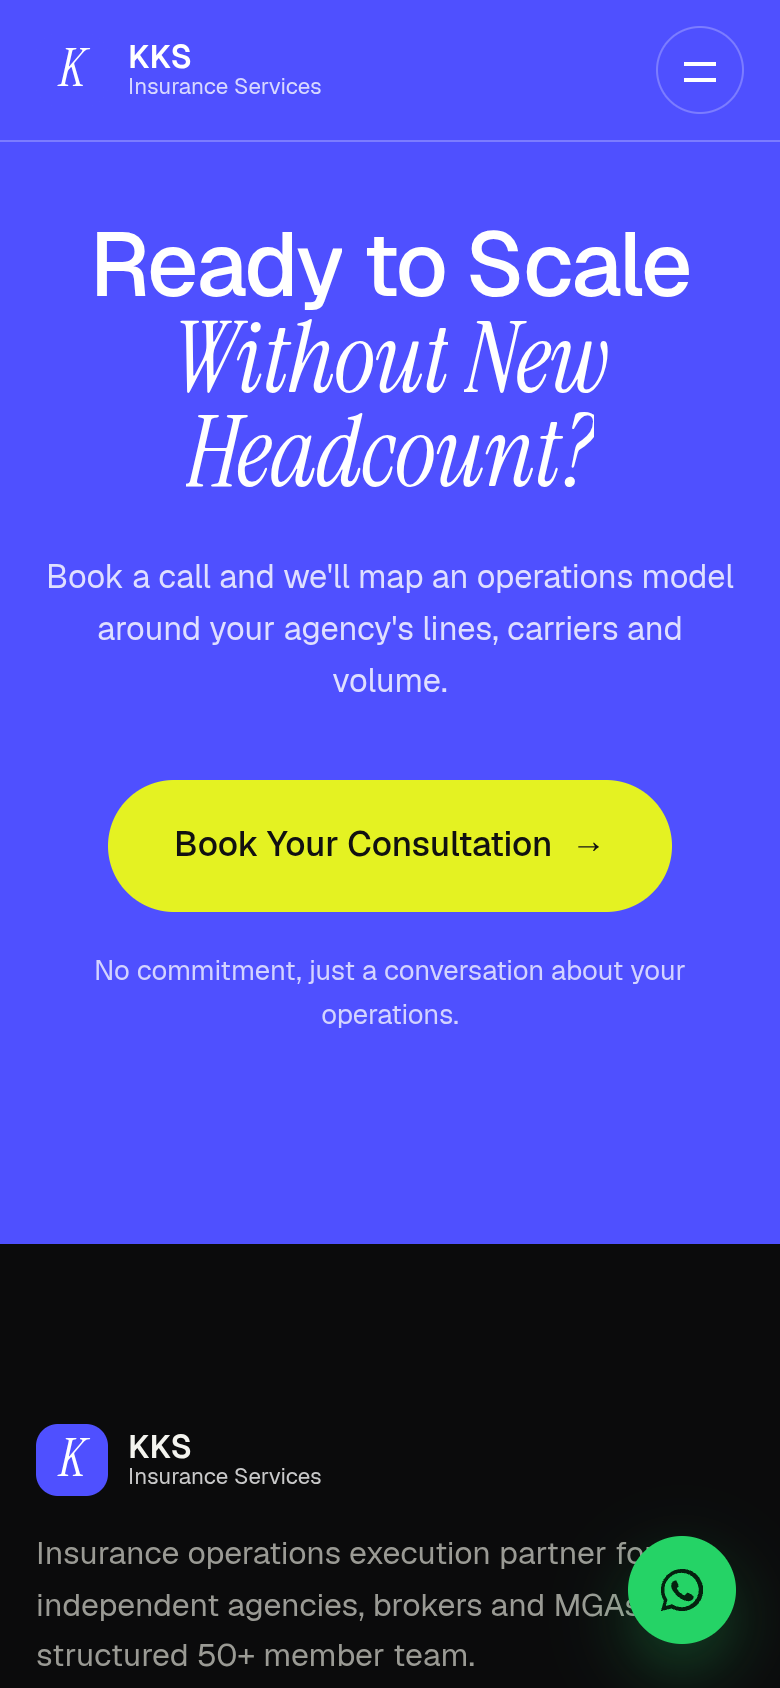 K
KKS
Insurance Services
Ready to Scale
Without New
Headcount?
Book a call and we'll map an operations model
around your agency's lines, carriers and
volume.
Book Your Consultation →
No commitment, just a conversation about your
operations.
K
KKS
Insurance Services
Insurance operations execution partner
independent agencies, brokers and
structured 50+ member team.